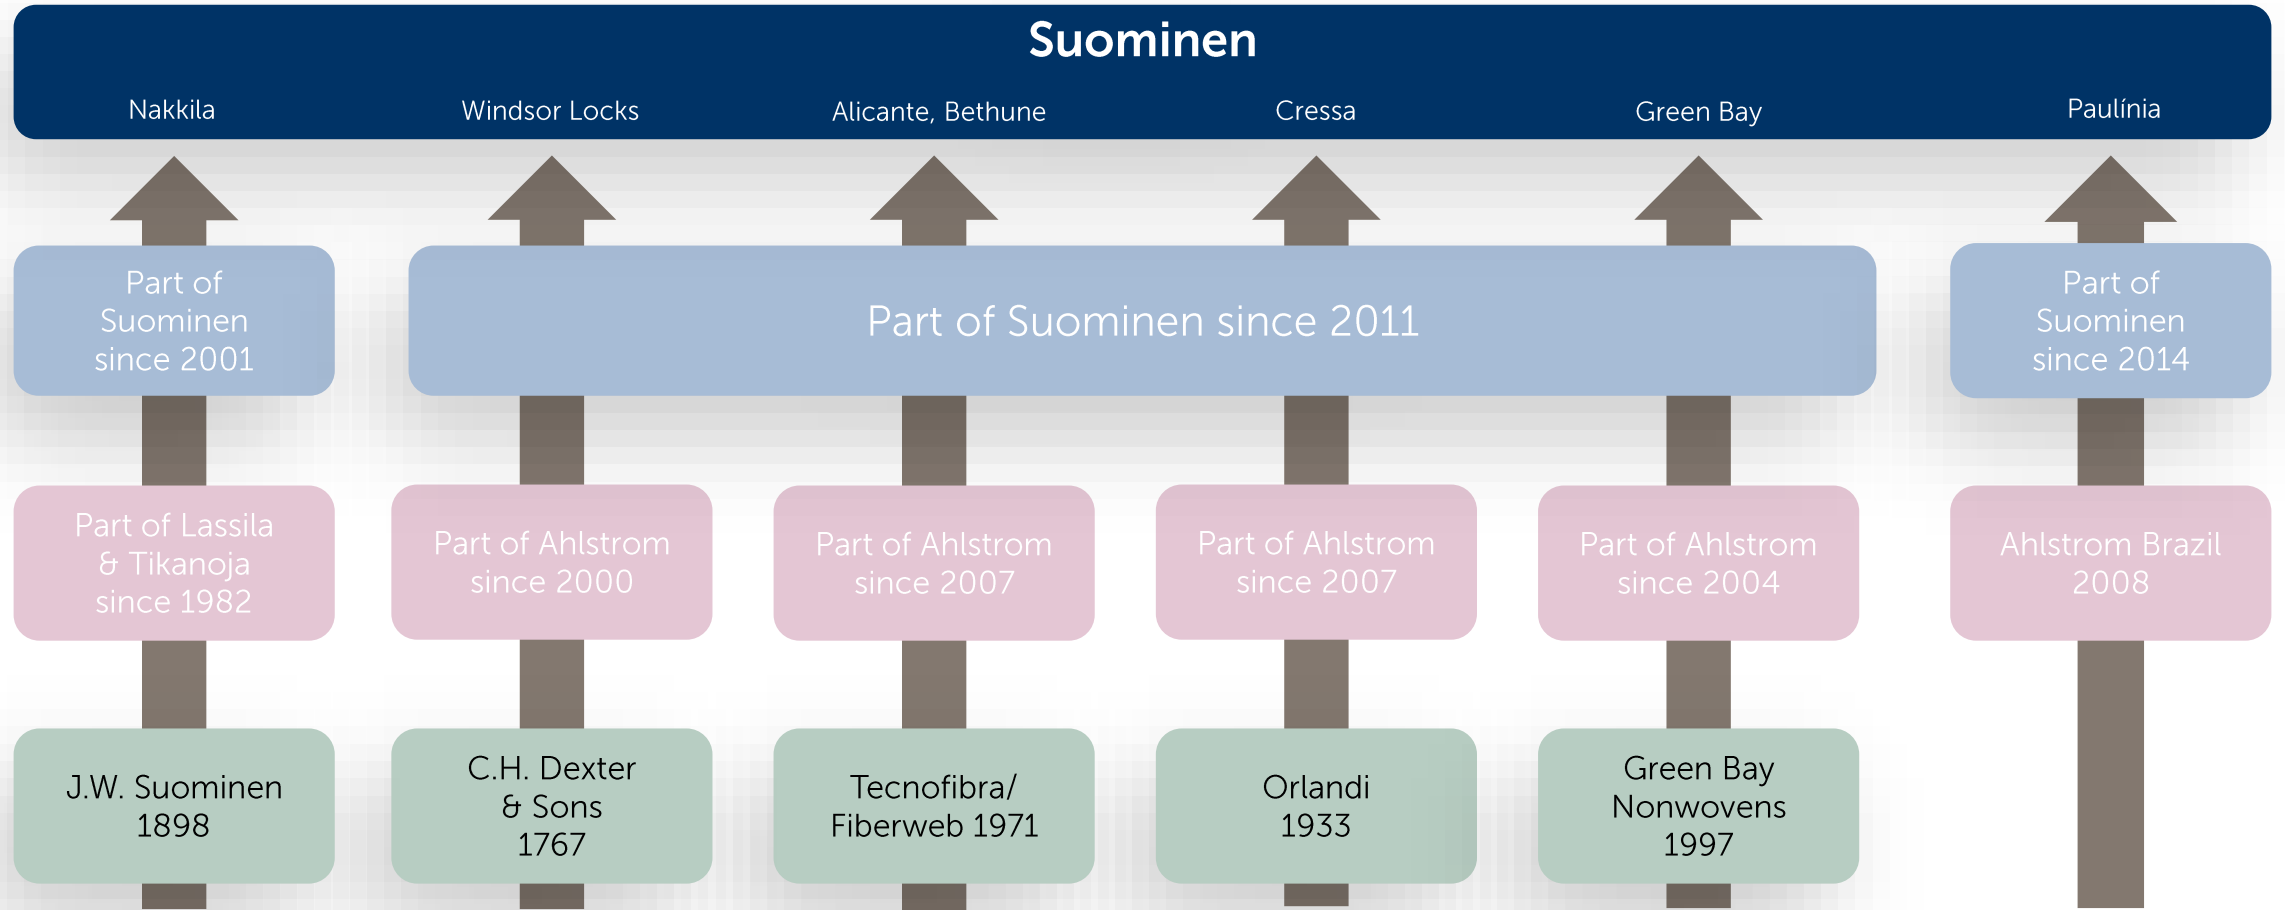 Suominen
Nakkila
Windsor Locks
Alicante, Bethune
Cressa
Green Bay
Paulínia
Part of
Suominen
since 2001
Part of Suominen since 2011
Part of
Suominen
since 2014
Part of Lassila
& Tikanoja
since 1982
Part of Ahlstrom
since 2000
Part of Ahlstrom
since 2007
Part of Ahlstrom
since 2007
Part of Ahlstrom
since 2004
Ahlstrom Brazil
2008
J.W. Suominen
1898
C.H. Dexter
& Sons
1767
Tecnofibra/
Fiberweb 1971
Orlandi
1933
Green Bay
Nonwovens
1997